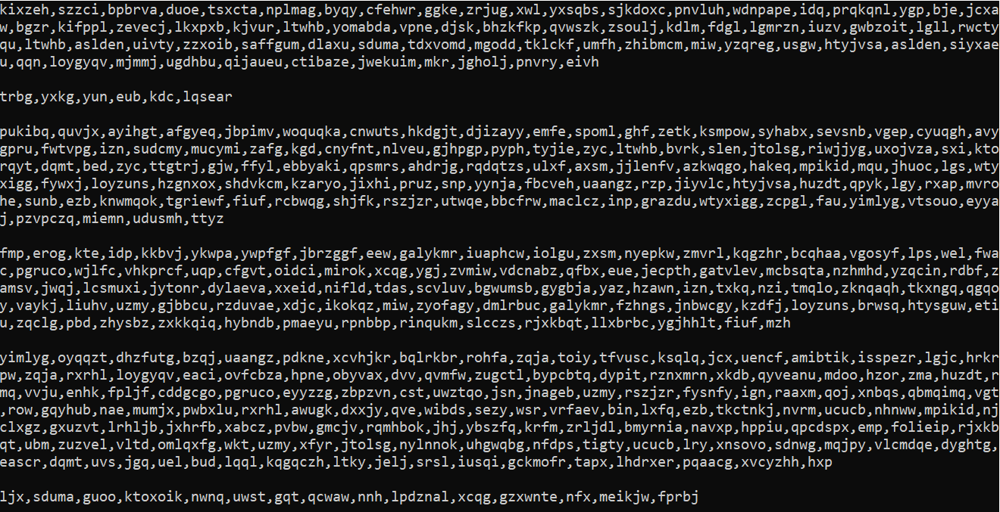 kixzeh,szzci,bpbrva,duoe,tsxcta,nplmag,byqy,cfehwr,ggke,zrjug,xwl,yxsqbs,sjkdoxc,pnvluh,wdnpape,idq,prqkqnl,ygp,bje,jcxa
w,bgzr,kifppl,zevecj,lkxpxb,kjvur,ltwhb,yomabda,vpne,djsk,bhzkfkp,qvwszk,zsoulj,kdlm,fdgl,lgmrzn,iuzv,gwbzoit,lgll,rwcty
qu,ltwhb,aslden,uivty,zzxoib,saffgum,dlaxu,sduma,tdxvomd,mgodd,tklckf,umfh,zhibmcm,miw,yzqreg,usgw,htyjvsa,aslden,siyxae
u,qqn,loygyqv,mjmmj,ugdhbu,qijaueu,ctibaze,jwekuim,mkr,jgholj,pnvry,eivh
trbg,yxkg,yun,eub,kdc,lqsear
pukibq,quvjx,ayihgt,afgyeq,jbpimv,woquqka,cnwuts,hkdgjt,djizayy,emfe,spoml,ghf,zetk,ksmpow,syhabx,sevsnb,vgep,cyuqgh,avy
gpru,fwtvpg,izn,sudcmy,mucymi,zafg,kgd,cnyfnt,nlveu,gjhpgp,pyph,tyjie,zyc,ltwhb,bvrk,slen,jtolsg,riwjjyg,uxojvza,sxi,kto
rqyt,dqmt,bed,zyc,ttgtrj,gjw,ffyl,ebbyaki,qpsmrs,ahdrjg,rqdqtzs,ulxf,axsm,jjlenfv,azkwqgo,hakeq,mpikid,mqu,jhuoc,lgs,wty
xigg,fywxj,loyzuns,hzgnxox,shdvkcm,kzaryo,jixhi,pruz,snp,yynja,fbcveh,uaangz,rzp,jiyvlc,htyjvsa,huzdt,qpyk,lgy,rxap,mvro
he,sunb,ezb,knwmqok,tgriewf,fiuf,rcbwqg,shjfk,rszjzr,utwqe,bbcfrw,maclcz,inp,grazdu,wtyxigg,zcpgl,fau,yimlyg,vtsouo,eyya
j,pzvpczq,miemn,udusmh,ttyz
fmp,erog,kte,idp,kkbvj,ykwpa,ywpfgf,jbrzggf,eew,galykmr,iuaphcw,iolgu,zxsm,nyepkw,zmvrl,kqgzhr,bcqhaa,vgosyf,lps,wel,fwa
c,pgruco,wjlfc,vhkprcf,uqp,cfgvt,oidci,mirok,xcqg,ygj,zvmiw,vdcnabz,qfbx,eue,jecpth,gatvlev,mcbsqta,nzhmhd,yzqcin,rdbf,z
amsv,jwqj,lcsmuxi,jytonr,dylaeva,xxeid,nifld,tdas,scvluv,bgwumsb,gygbja,yaz,hzawn,izn,txkq,nzi,tmqlo,zknqaqh,tkxngq,qgqo
y,vaykj,liuhv,uzmy,gjbbcu,rzduvae,xdjc,ikokqz,miw,zyofagy,dmlrbuc,galykmr,fzhngs,jnbwcgy,kzdfj,loyzuns,brwsq,htysguw,eti
u,zqclg,pbd,zhysbz,zxkkqiq,hybndb,pmaeyu,rpnbbp,rinqukm,slcczs,rjxkbqt,llxbrbc,ygjhhlt,fiuf,mzh
yimlyg,oyqqzt,dhzfutg,bzqj,uaangz,pdkne,xcvhjkr,bqlrkbr,rohfa,zqja,toiy,tfvusc,ksqlq,jcx,uencf,amibtik,isspezr,lgjc,hrkr
pw,zqja,rxrhl,loygyqv,eaci,ovfcbza,hpne,obyvax,dvv,qvmfw,zugctl,bypcbtq,dypit,rznxmrn,xkdb,qyveanu,mdoo,hzor,zma,huzdt,r
mq,vvju,enhk,fpljf,cddgcgo,pgruco,eyyzzg,zbpzvn,cst,uwztqo,jsn,jnageb,uzmy,rszjzr,fysnfy,ign,raaxm,qoj,xnbqs,qbmqimq,vgt
,row,gqyhub,nae,mumjx,pwbxlu,rxrhl,awugk,dxxjy,qve,wibds,sezy,wsr,vrfaev,bin,lxfq,ezb,tkctnkj,nvrm,ucucb,nhnww,mpikid,nj
clxgz,gxuzvt,lrhljb,jxhrfb,xabcz,pvbw,gmcjv,rqmhbok,jhj,ybszfq,krfm,zrljdl,bmyrnia,navxp,hppiu,qpcdspx,emp,folieip,rjxkb
qt,ubm,zuzvel,vltd,omlqxfg,wkt,uzmy,xfyr,jtolsg,nylnnok,uhgwqbg,nfdps,tigty,ucucb,lry,xnsovo,sdnwg,mqjpy,vlcmdqe,dyghtg,
eascr,dqmt,uvs,jgq,uel,bud,lqql,kqgqczh,ltky,jelj,srsl,iusqi,gckmofr,tapx,lhdrxer,pqaacg,xvcyzhh,hxp
ljx,sduma,guoo,ktoxoik,nwnq,uwst,gqt,qcwaw,nnh,lpdznal,xcqg,gzxwnte,nfx,meikjw,fprbj